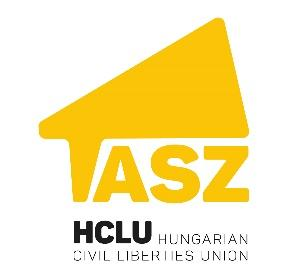 TASZ
HCLU HUNGARIAN
CIVIL LIBERTIES UNION